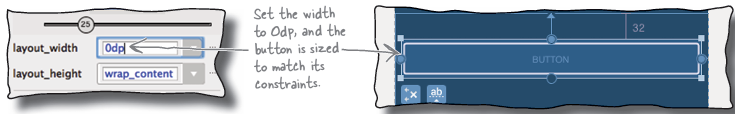 25
layout_width 0dp
layout_height wrap_content
Set the width
to 0dp, and the
button is sized
to match its
constraints.
32
BUTTON
ab